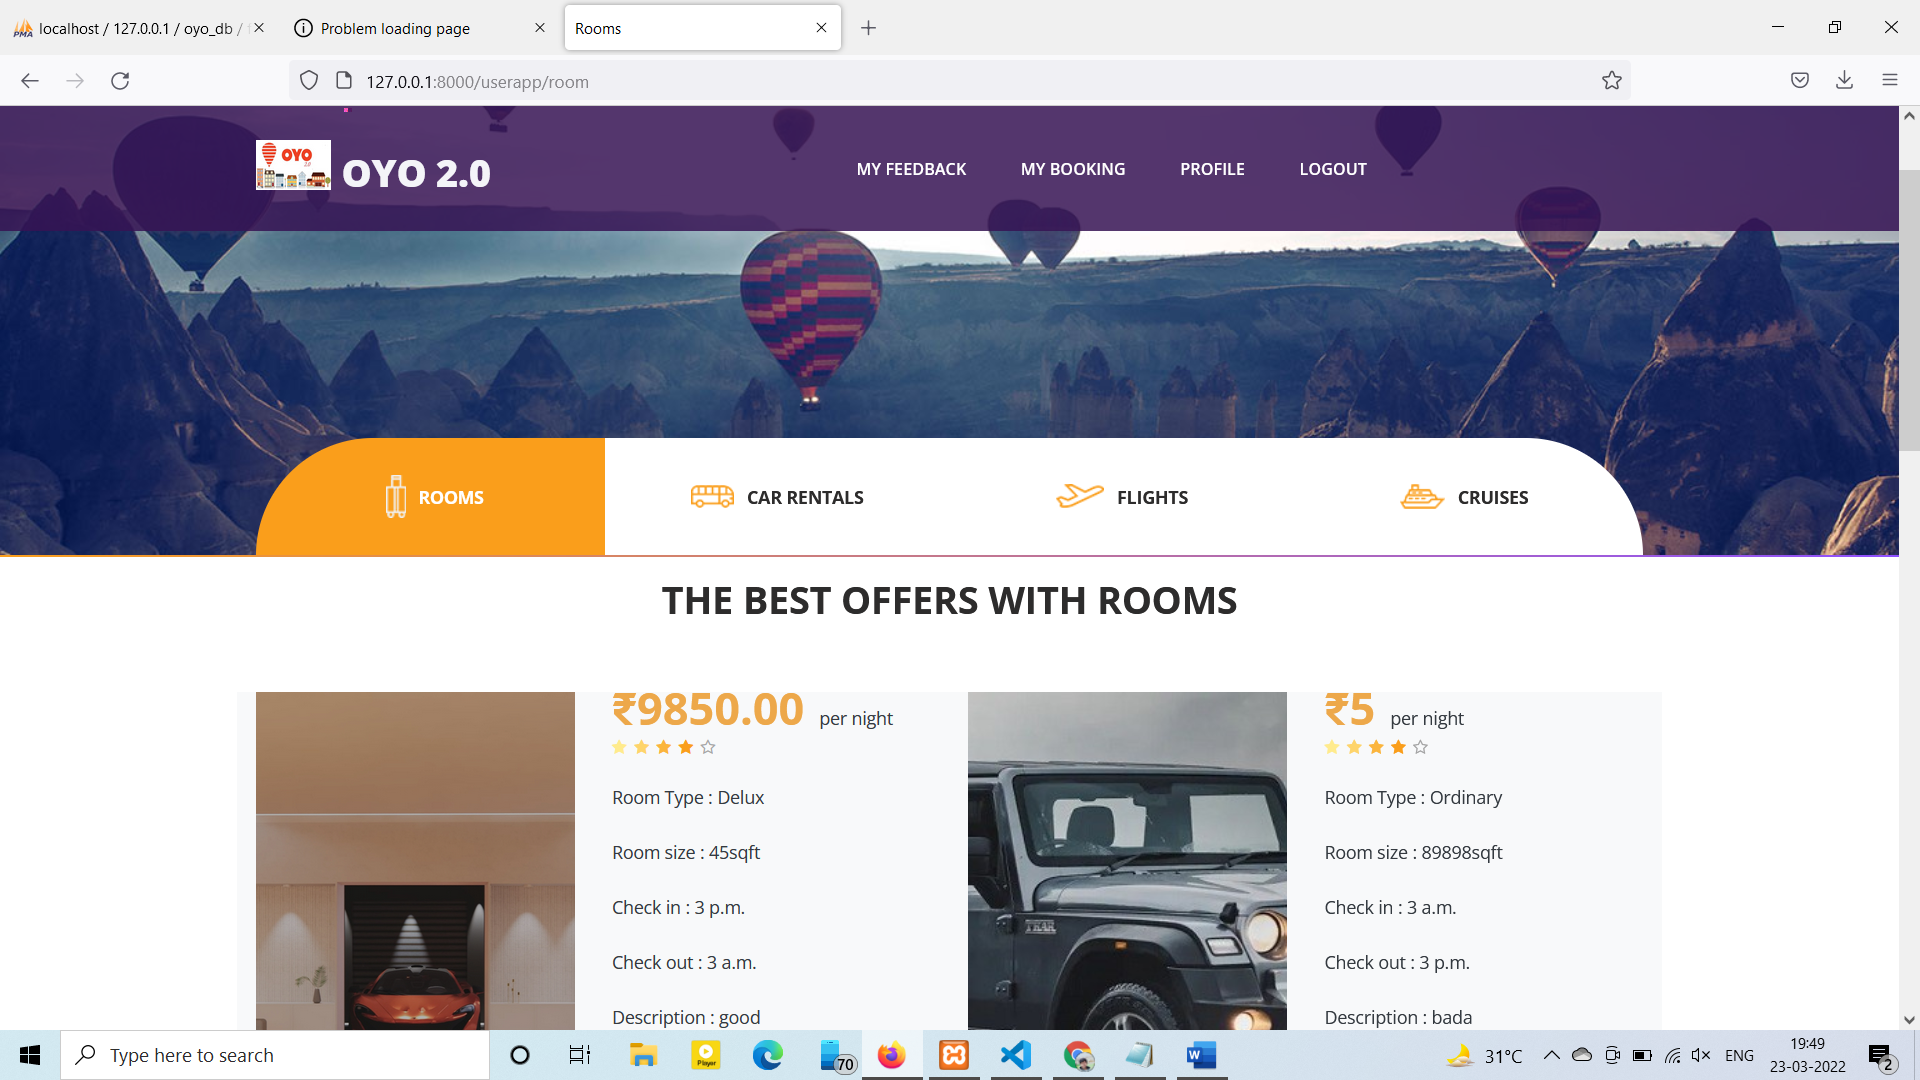 localhost / 127.0.0.1 / oyo_db /
Problem loading page
Rooms
127.0.0.1:8000/userapp/room
OYO
2.0
OYO 2.0
MY FEEDBACK
MY BOOKING
PROFILE
LOGOUT
ROOMS
CAR RENTALS
FLIGHTS
CRUISES
THE BEST OFFERS WITH ROOMS
₹9850.00 per night
Room Type : Delux
Room size : 45sqft
Check in : 3 p.m.
Check out : 3 a.m.
Description : good
THAR
₹5 per night
Room Type : Ordinary
Room size : 89898sqft
Check in : 3 a.m.
Check out : 3 p.m.
Description : bada
Type here to search
Player
70
W
31°C
ENG
19:49
23-03-2022
2